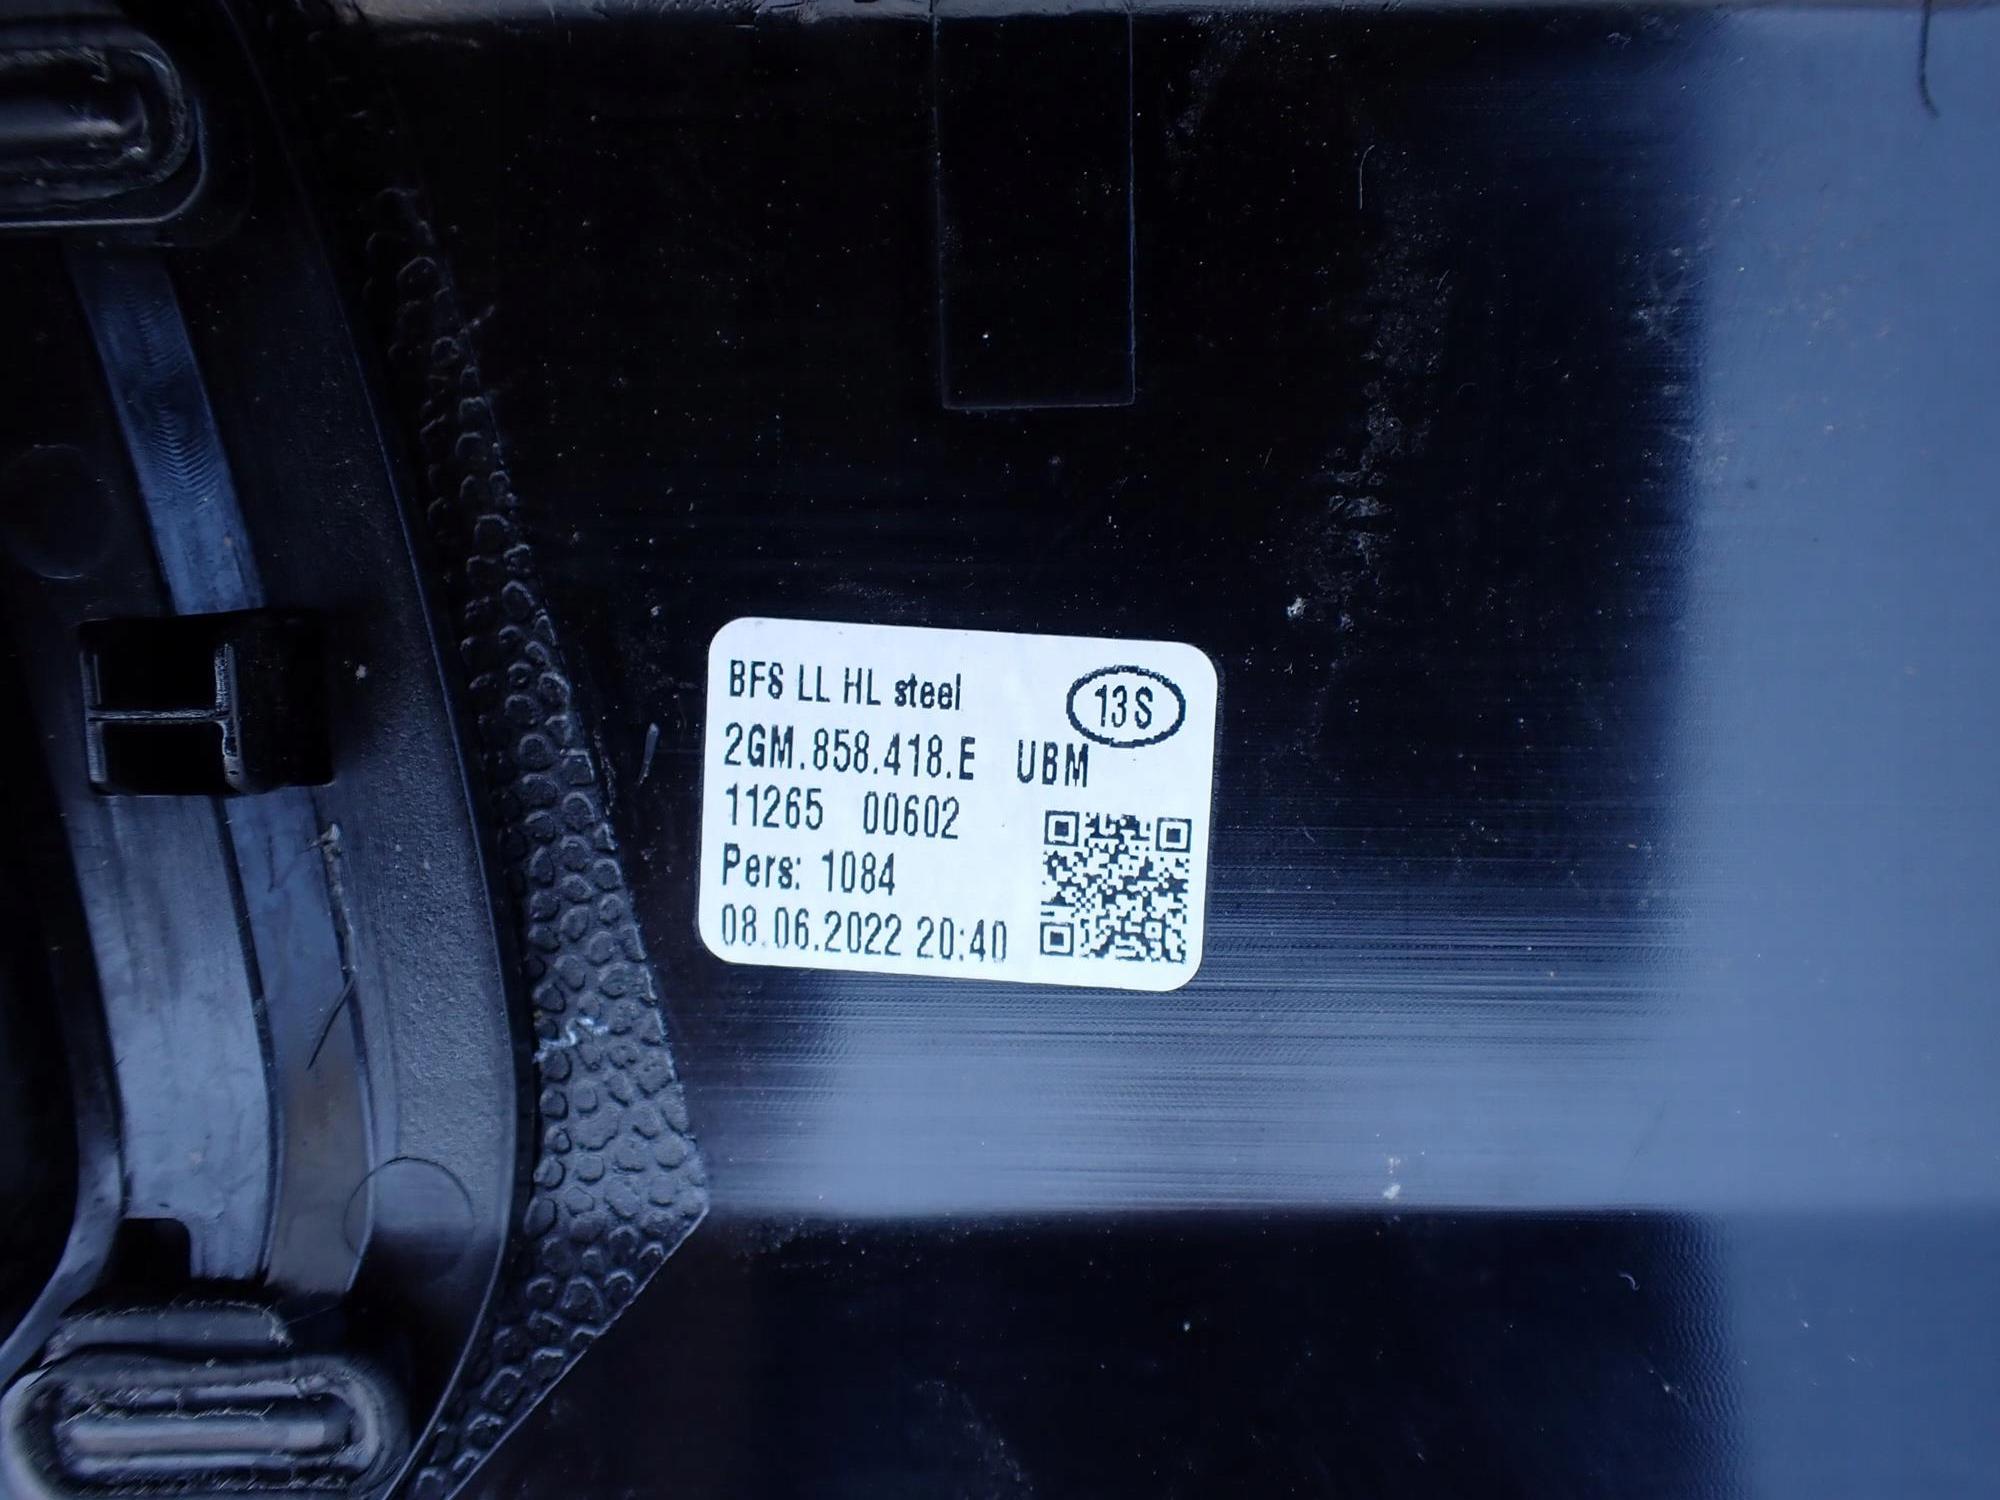 BFS LL HL steel
13S
2GM.858.418.E UBM
11265 00602
Pers: 1084
08.06.2022 20:40